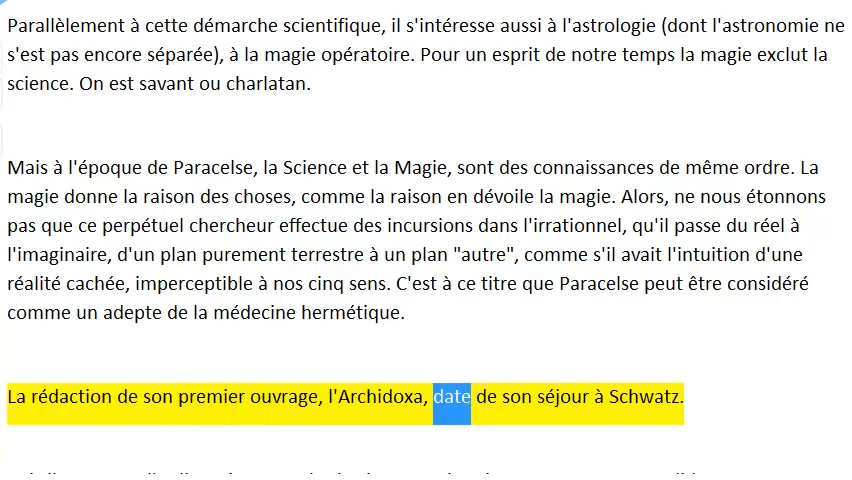 Parallèlement à cette démarche scientifique, il s'intéresse aussi à l'astrologie (dont l'astronomie ne
s'est pas encore séparée), à la magie opératoire. Pour un esprit de notre temps la magie exclut la
science. On est savant ou charlatan.
Mais à l'époque de Paracelse, la Science et la Magie, sont des connaissances de même ordre. La
magie donne la raison des choses, comme la raison en dévoile la magie. Alors, ne nous étonnons
pas que ce perpétuel chercheur effectue des incursions dans l'irrationnel, qu'il passe du réel à
l'imaginaire, d'un plan purement terrestre à un plan "autre", comme s'il avait l'intuition d'une
réalité cachée, imperceptible à nos cinq sens. C'est à ce titre que Paracelse peut être considéré
comme un adepte de la médecine hermétique.
La rédaction de son premier ouvrage, l'Archidoxa, date de son séjour à Schwatz.